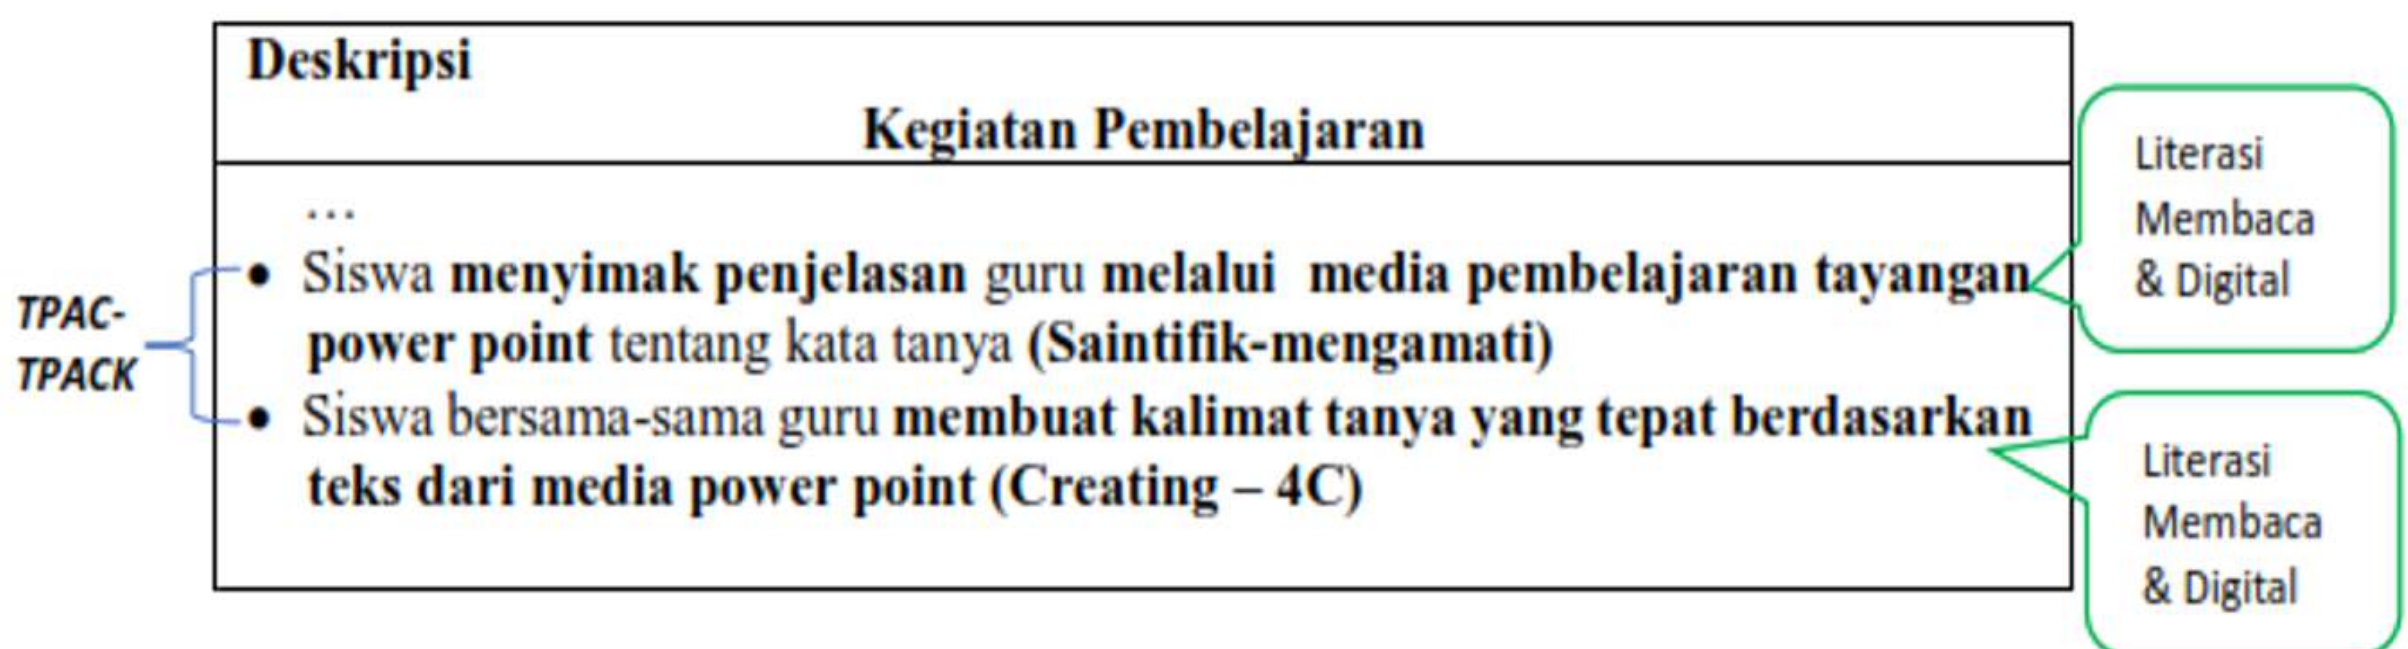 Deskripsi
Kegiatan Pembelajaran
...
• Siswa menyimak penjelasan guru melalui media pembelajaran tayangan
power point tentang kata tanya (Saintifik-mengamati)
• Siswa bersama-sama guru membuat kalimat tanya yang tepat berdasarkan
teks dari media power point (Creating – 4C)
TPAC-
TPACK
Literasi
Membaca
& Digital
Literasi
Membaca
& Digital